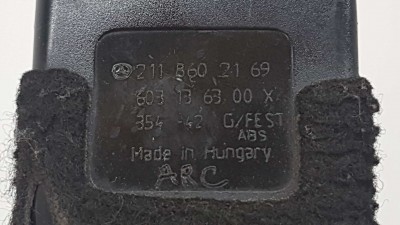 211 860 21 69
603 13 63 00 X
354 -42 G/FEST
ABS
Made in Hungary
ARC